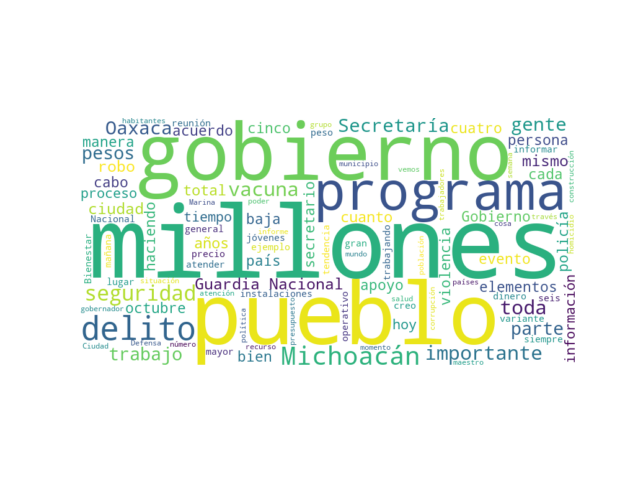 habitantes reunión
Oaxaca acuerdo cinco grupo peso Secretaría cuatro gente
manera persona
pesos gobierno municipio vemos mismo informar
robo programa semana cada construcción
cabo total vacuna
proceso Marina poder
ciudad tiempo baja cuanto Gobierno través
Nacional general informe secretario trabajadores cosa
haciendo años jóvenes gran tendencia evento policía
mañana precio ejemplo mundo trabajando violencia
Bienestar millones país población
atender
lugar situación Guardia Nacional apoyo elementos países
seguridad atención instalaciones salud dinero seis
gobernador octubre pueblo presupuestos operativo creo corrupción toda variante
delito política hoy parte información
Ciudad Defensa número recurso momento siempre
trabajo mayor bien Michoacán maestro importante